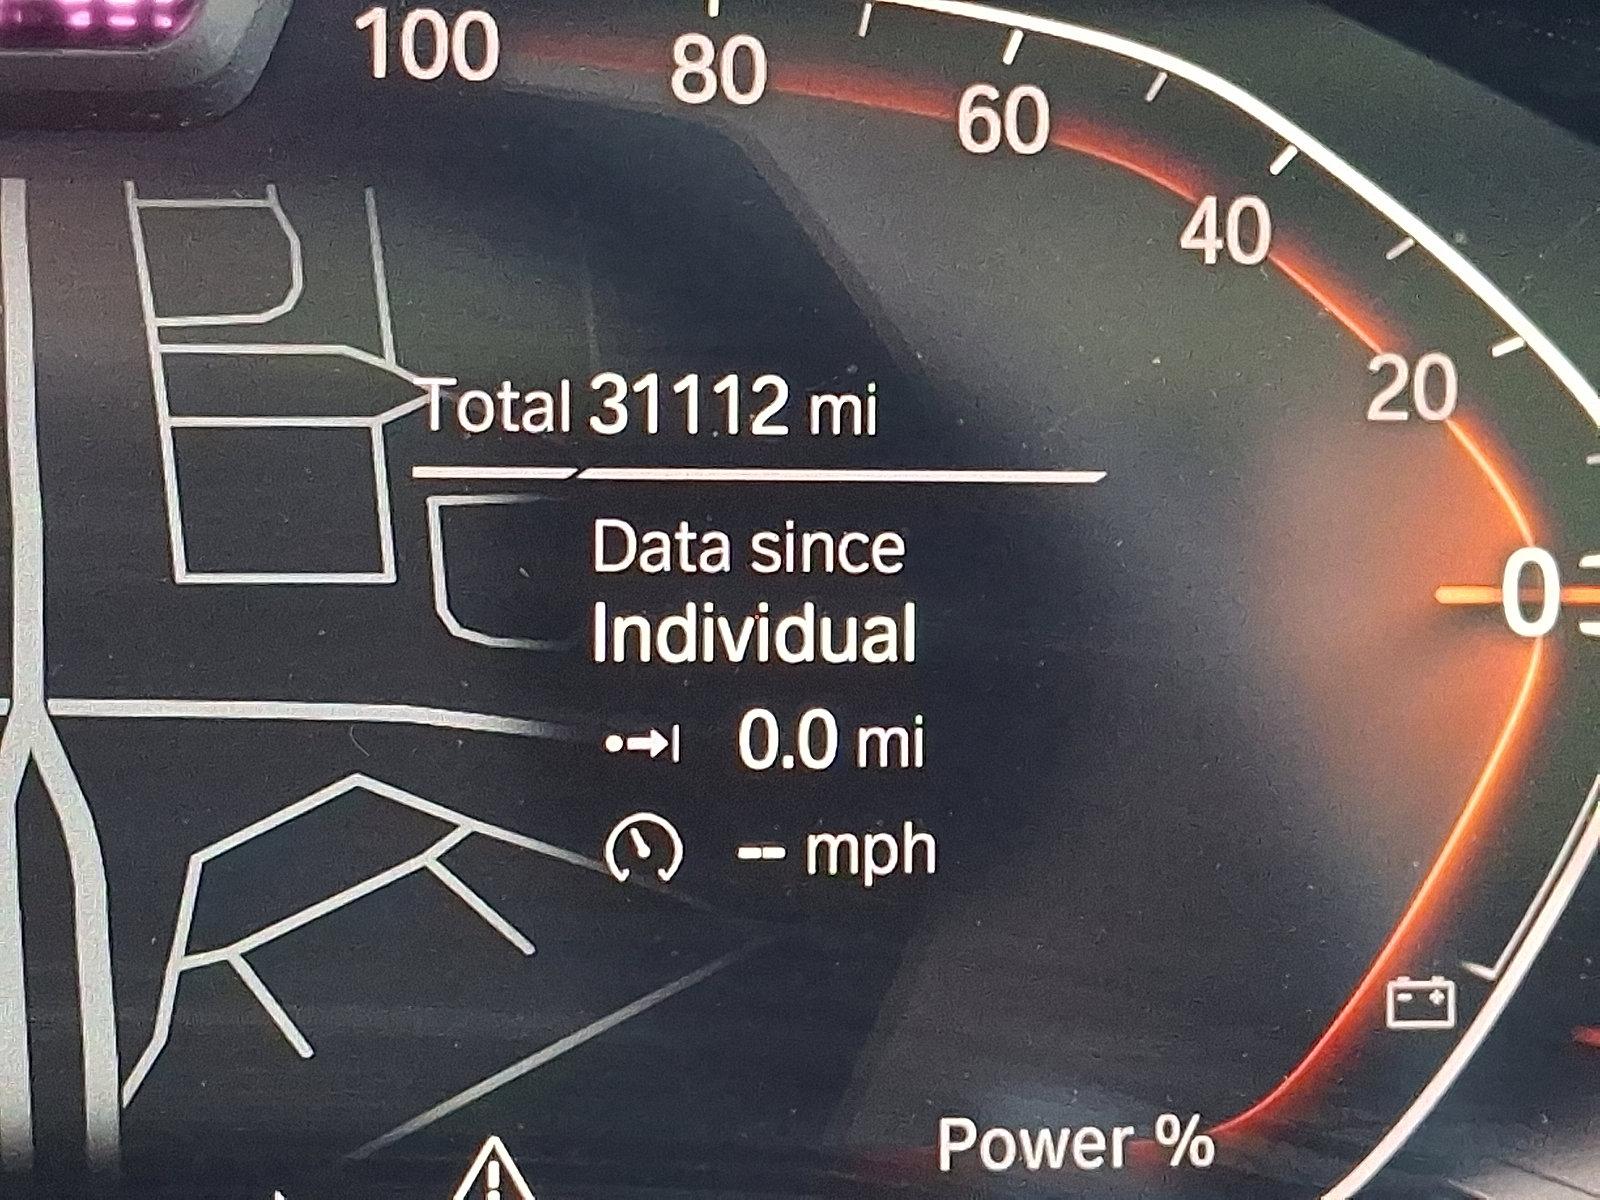 100
80
60
40
20
0
Total 31112 mi
Data since
Individual
0.0 mi
-- mph
Power %